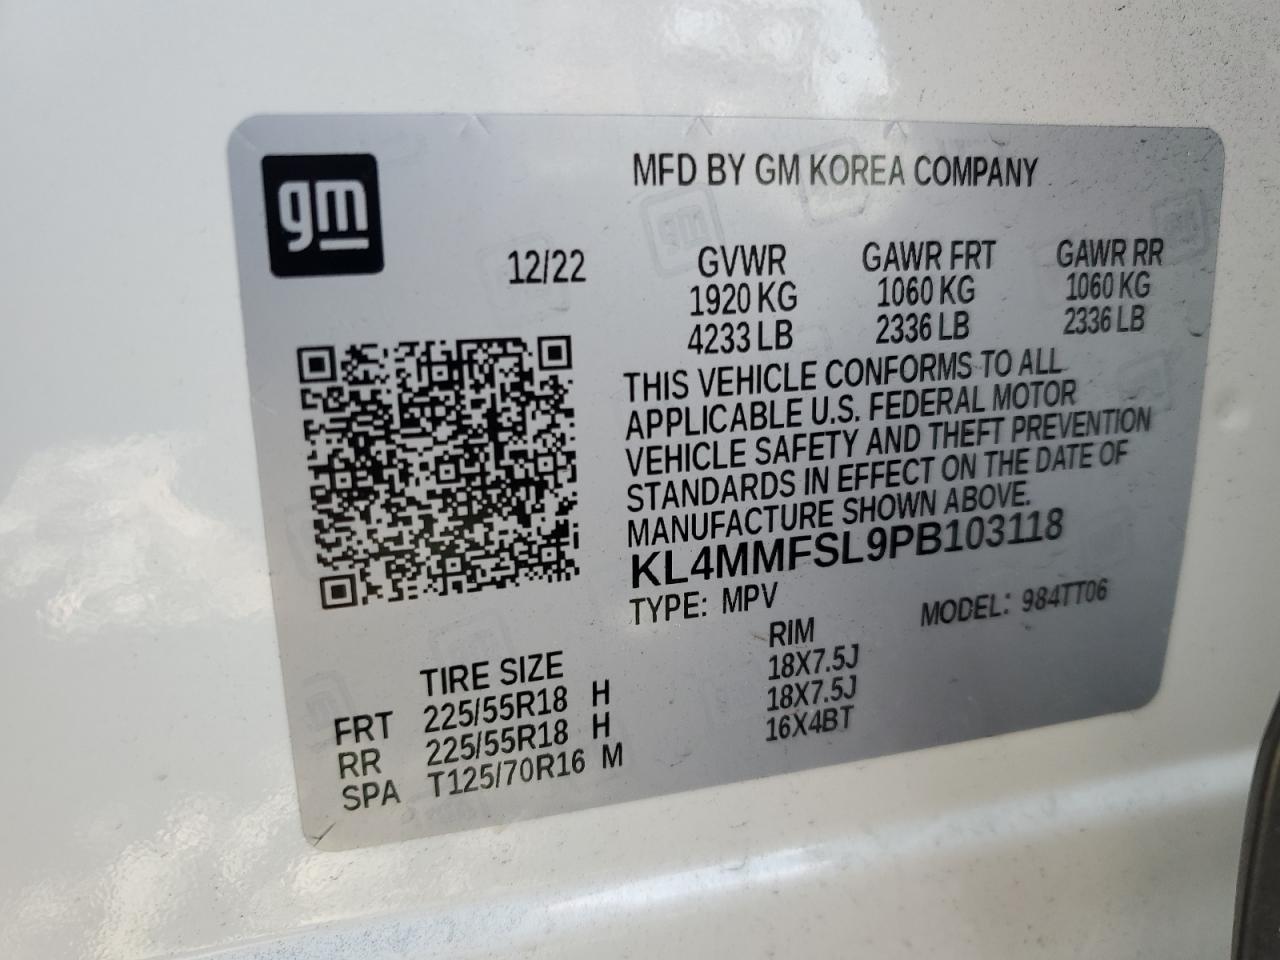 gm
MFD BY GM KOREA COMPANY
12/22
GVWR GAWR FRT GAWR RR
1920 KG 1060 KG 1060 KG
4233 LB 2336 LB 2336 LB
THIS VEHICLE CONFORMS TO ALL
APPLICABLE U.S. FEDERAL MOTOR
VEHICLE SAFETY AND THEFT PREVENTION
STANDARDS IN EFFECT ON THE DATE OF
MANUFACTURE SHOWN ABOVE.
KL4MMFSL9PB103118
TYPE: MPV MODEL: 984TT06
TIRE SIZE RIM
FRT 225/55R18 H 18X7.5J
RR 225/55R18 H 18X7.5J
SPA T125/70R16 M 16X4BT